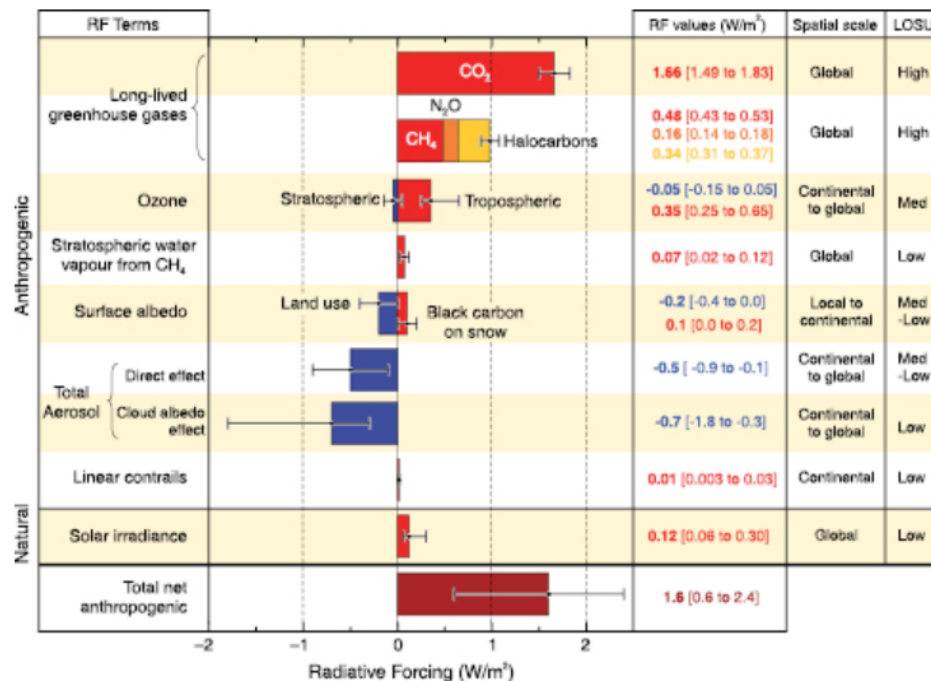 RF Terms
RF values (W/m²)
Spatial scale
LOSU
Anthropogenic
Natural
Long-lived
greenhouse gases
CO₂
1.66 [1.49 to 1.83]
Global
High
N₂O
CH₄
Halocarbons
0.48 [0.43 to 0.53]
0.16 [0.14 to 0.18]
0.34 [0.31 to 0.37]
Global
High
Ozone
Stratospheric
Tropospheric
-0.05 [-0.15 to 0.05]
0.35 [0.25 to 0.65]
Continental
to global
Med
Stratospheric water
vapour from CH₄
0.07 [0.02 to 0.12]
Global
Low
Surface albedo
Land use
Black carbon
on snow
-0.2 [-0.4 to 0.0]
0.1 [0.0 to 0.2]
Local to
continental
Med
-Low
Total
Aerosol
Direct effect
-0.5 [ -0.9 to -0.1]
Continental
to global
Med
-Low
Cloud albedo
effect
-0.7 [-1.8 to -0.3]
Continental
to global
Low
Linear contrails
0.01 [0.003 to 0.03]
Continental
Low
Solar irradiance
0.12 [0.06 to 0.30]
Global
Low
Total net
anthropogenic
1.6 [0.6 to 2.4]
−2 −1 0 1 2
Radiative Forcing (W/m²)